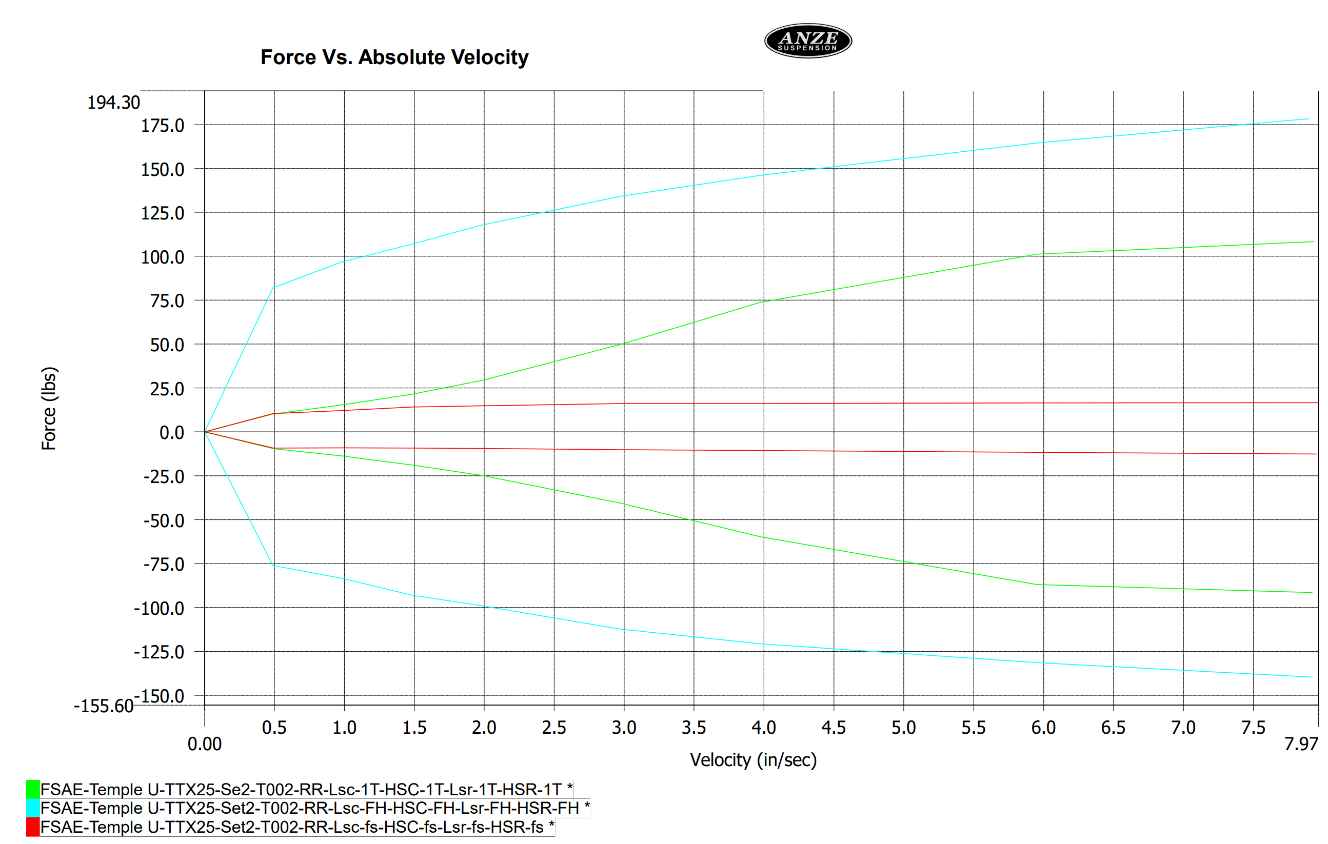 ANZE
SUSPENSION
Force Vs. Absolute Velocity
194.30
175.0
150.0
125.0
100.0
75.0
50.0
25.0
0.0
-25.0
-50.0
-75.0
-100.0
-125.0
-150.0
-155.60
Force (lbs)
0.5 1.0 1.5 2.0 2.5 3.0 3.5 4.0 4.5 5.0 5.5 6.0 6.5 7.0 7.5
0.00 7.97
Velocity (in/sec)
FSAE-Temple U-TTX25-Se2-T002-RR-Lsc-1T-HSC-1T-Lsr-1T-HSR-1T *
FSAE-Temple U-TTX25-Set2-T002-RR-Lsc-FH-HSC-FH-Lsr-FH-HSR-FH *
FSAE-Temple U-TTX25-Set2-T002-RR-Lsc-fs-HSC-fs-Lsr-fs-HSR-fs *